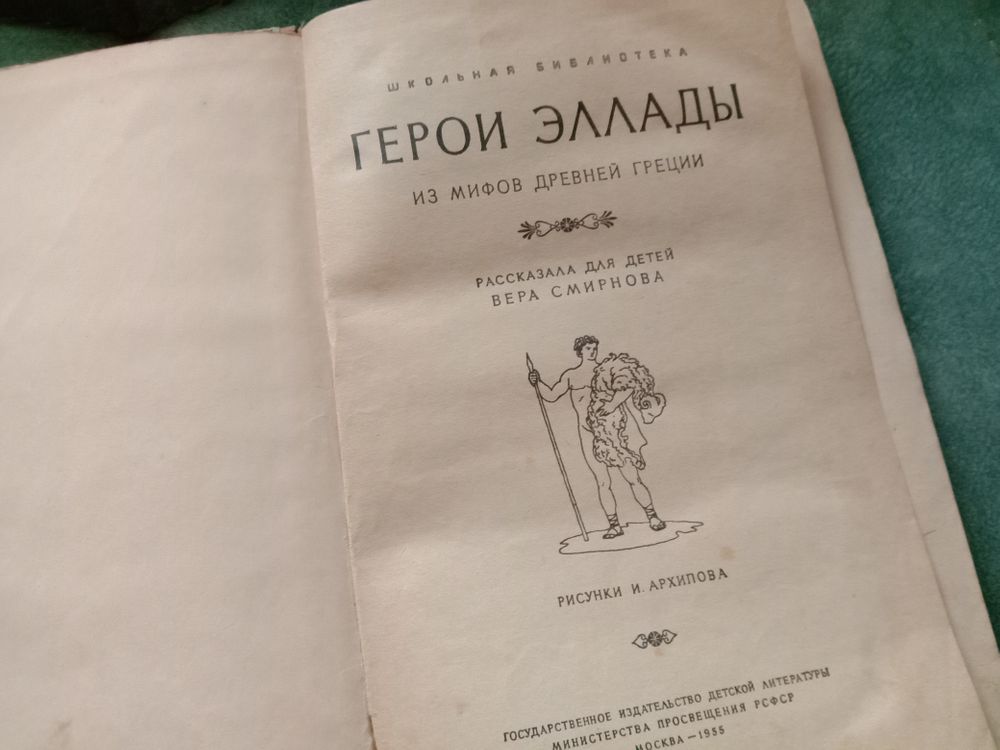 ШКОЛЬНАЯ БИБЛИОТЕКА
ГЕРОИ ЭЛЛАДЫ
ИЗ МИФОВ ДРЕВНЕЙ ГРЕЦИИ
РАССКАЗАЛА ДЛЯ ДЕТЕЙ
ВЕРА СМИРНОВА
РИСУНКИ И. АРХИПОВА
ГОСУДАРСТВЕННОЕ ИЗДАТЕЛЬСТВО ДЕТСКОЙ ЛИТЕРАТУРЫ
МИНИСТЕРСТВА ПРОСВЕЩЕНИЯ РСФСР
МОСКВА — 1955